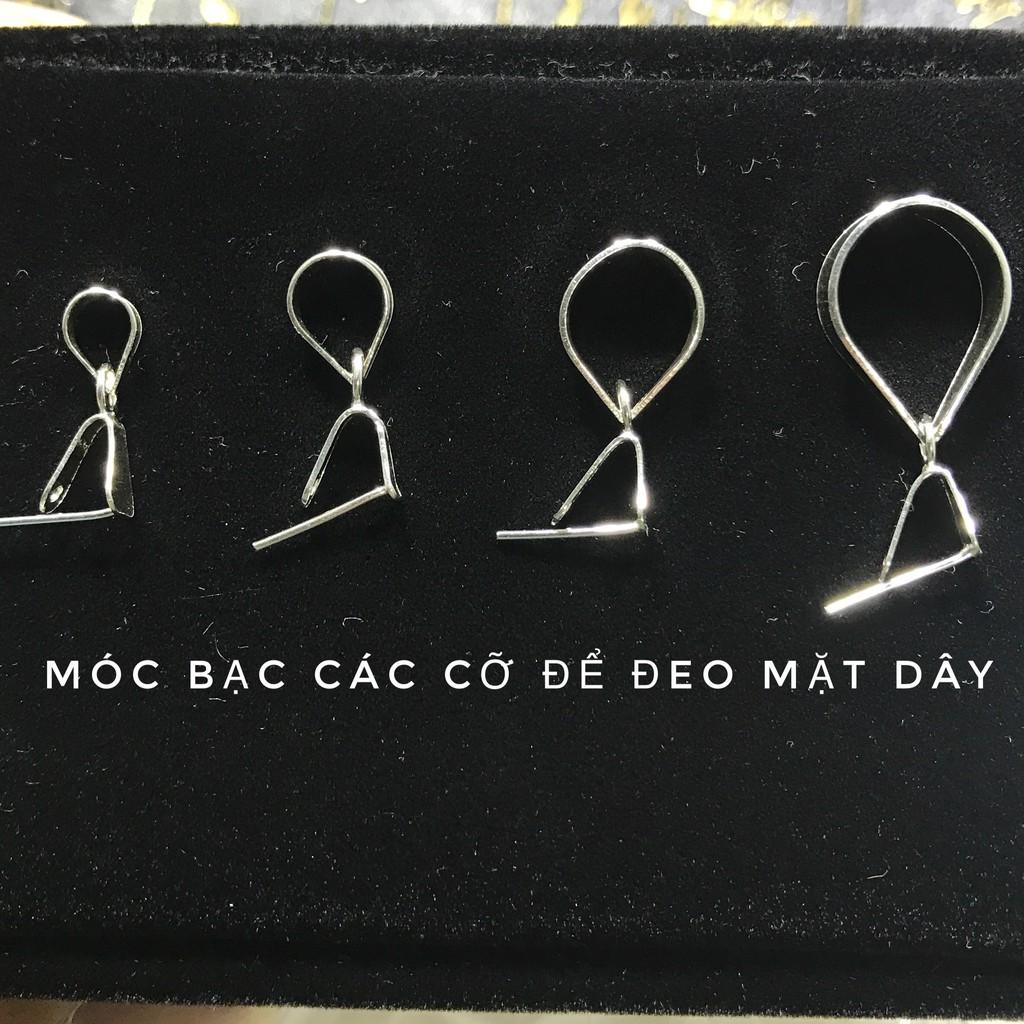 MÓC BẠC CÁC CỠ ĐỂ ĐEO MẶT DÂY